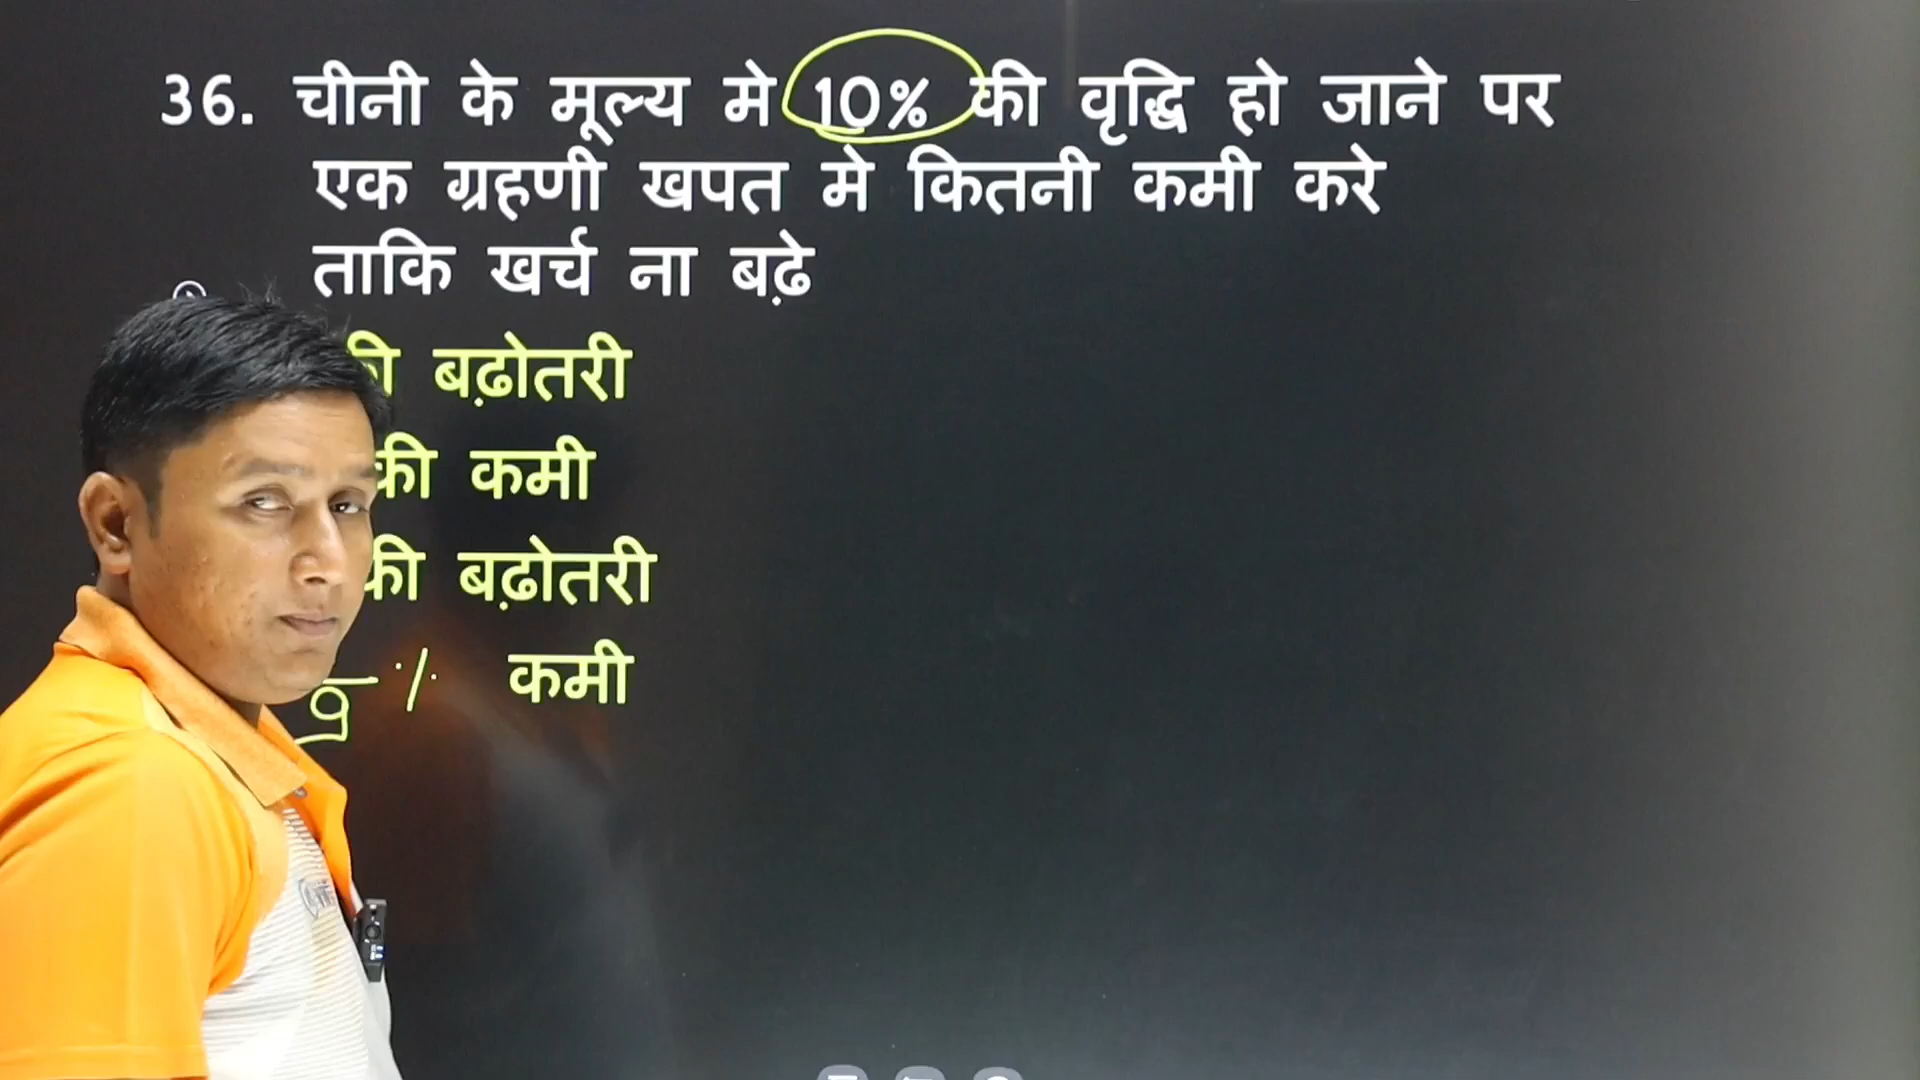 36. चीनी के मूल्य मे 10% की वृद्धि हो जाने पर
एक ग्रहणी खपत मे कितनी कमी करे
ताकि खर्च ना बढ़े
की बढ़ोतरी
की कमी
की बढ़ोतरी
% कमी